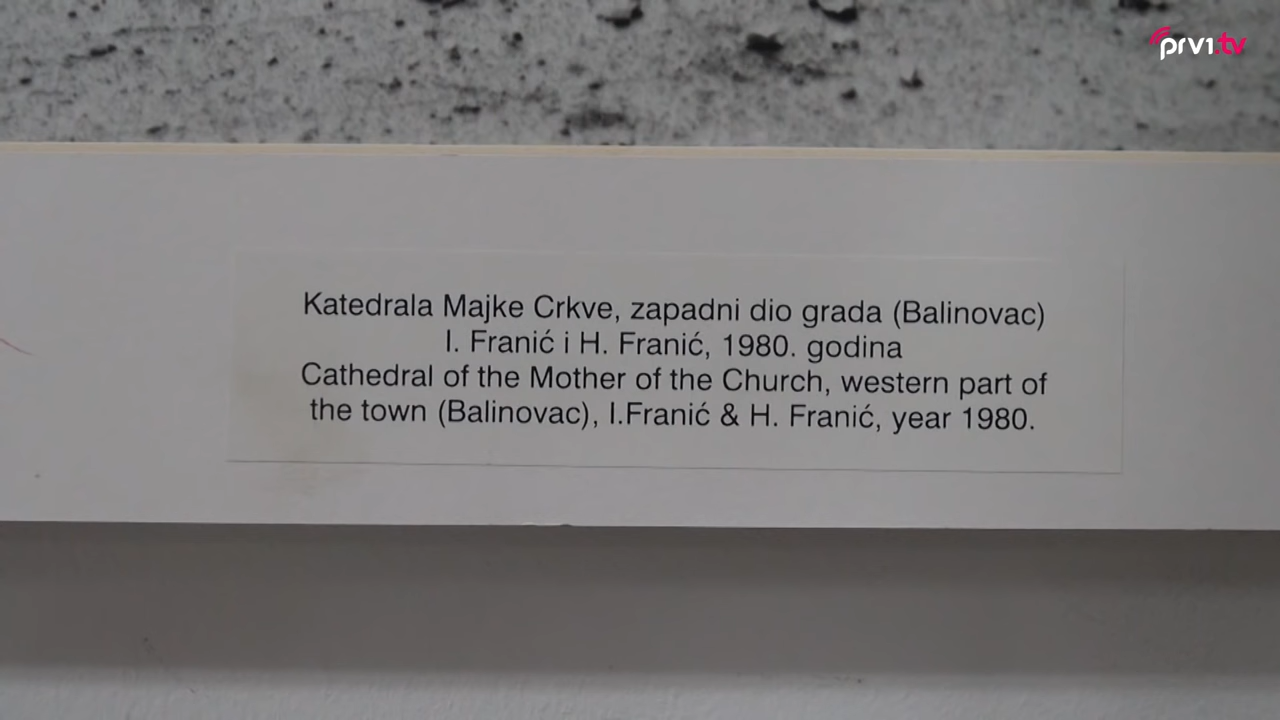 prv1.tv
Katedrala Majke Crkve, zapadni dio grada (Balinovac)
I. Franić i H. Franić, 1980. godina
Cathedral of the Mother of the Church, western part of
the town (Balinovac), I.Franić & H. Franić, year 1980.